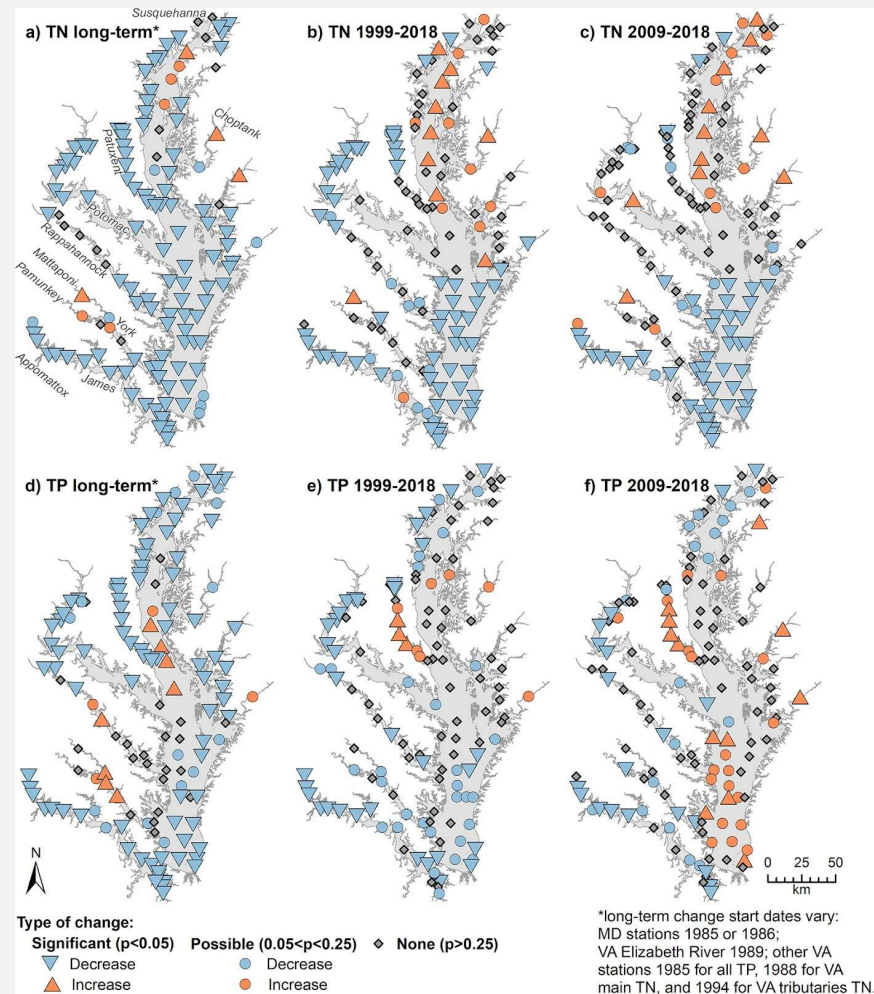 Susquehanna
a) TN long-term*
b) TN 1999-2018
c) TN 2009-2018
Choptank
Patuxent
Potomac
Rappahannock
Mattaponi
Pamunkey
York
Appomattox
James
d) TP long-term*
e) TP 1999-2018
f) TP 2009-2018
N
0 25 50
km
Type of change:
Significant (p<0.05) Possible (0.05<p<0.25) None (p>0.25)
Decrease Decrease
Increase Increase
*long-term change start dates vary:
MD stations 1985 or 1986;
VA Elizabeth River 1989; other VA
stations 1985 for all TP, 1988 for VA
main TN, and 1994 for VA tributaries TN.